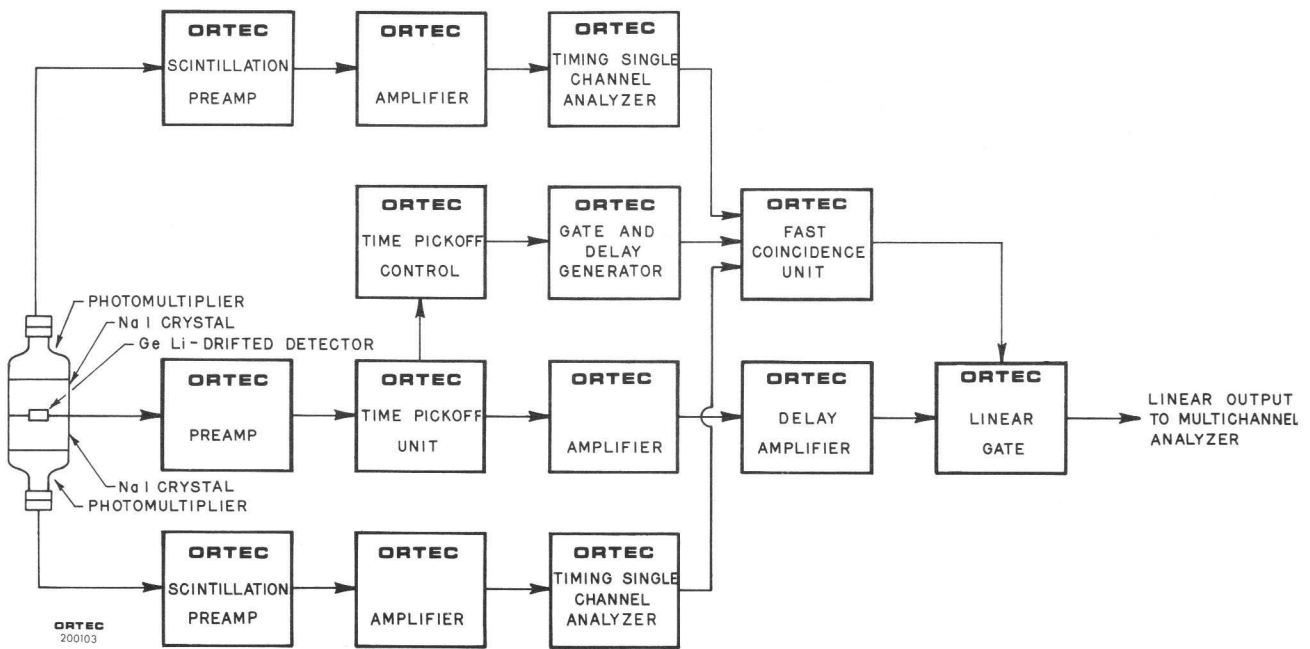 ORTEC
SCINTILLATION
PREAMP
ORTEC
AMPLIFIER
ORTEC
TIMING SINGLE
CHANNEL
ANALYZER
ORTEC
TIME PICKOFF
CONTROL
ORTEC
GATE AND
DELAY
GENERATOR
ORTEC
FAST
COINCIDENCE
UNIT
PHOTOMULTIPLIER
NaI CRYSTAL
Ge Li-DRIFTED DETECTOR
ORTEC
PREAMP
ORTEC
TIME PICKOFF
UNIT
ORTEC
AMPLIFIER
ORTEC
DELAY
AMPLIFIER
ORTEC
LINEAR
GATE
LINEAR OUTPUT
TO MULTICHANNEL
ANALYZER
NaI CRYSTAL
PHOTOMULTIPLIER
ORTEC
SCINTILLATION
PREAMP
ORTEC
AMPLIFIER
ORTEC
TIMING SINGLE
CHANNEL
ANALYZER
ORTEC
200103